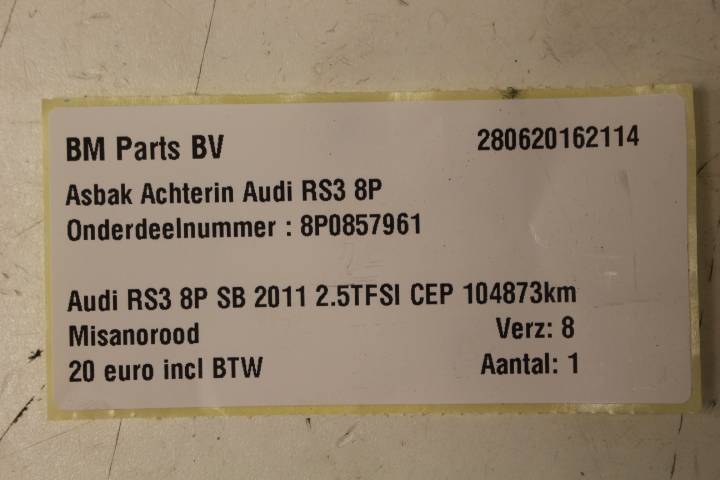 BM Parts BV 280620162114
Asbak Achterin Audi RS3 8P
Onderdeelnummer : 8P0857961
Audi RS3 8P SB 2011 2.5TFSI CEP 104873km
Misanorood Verz: 8
20 euro incl BTW Aantal: 1